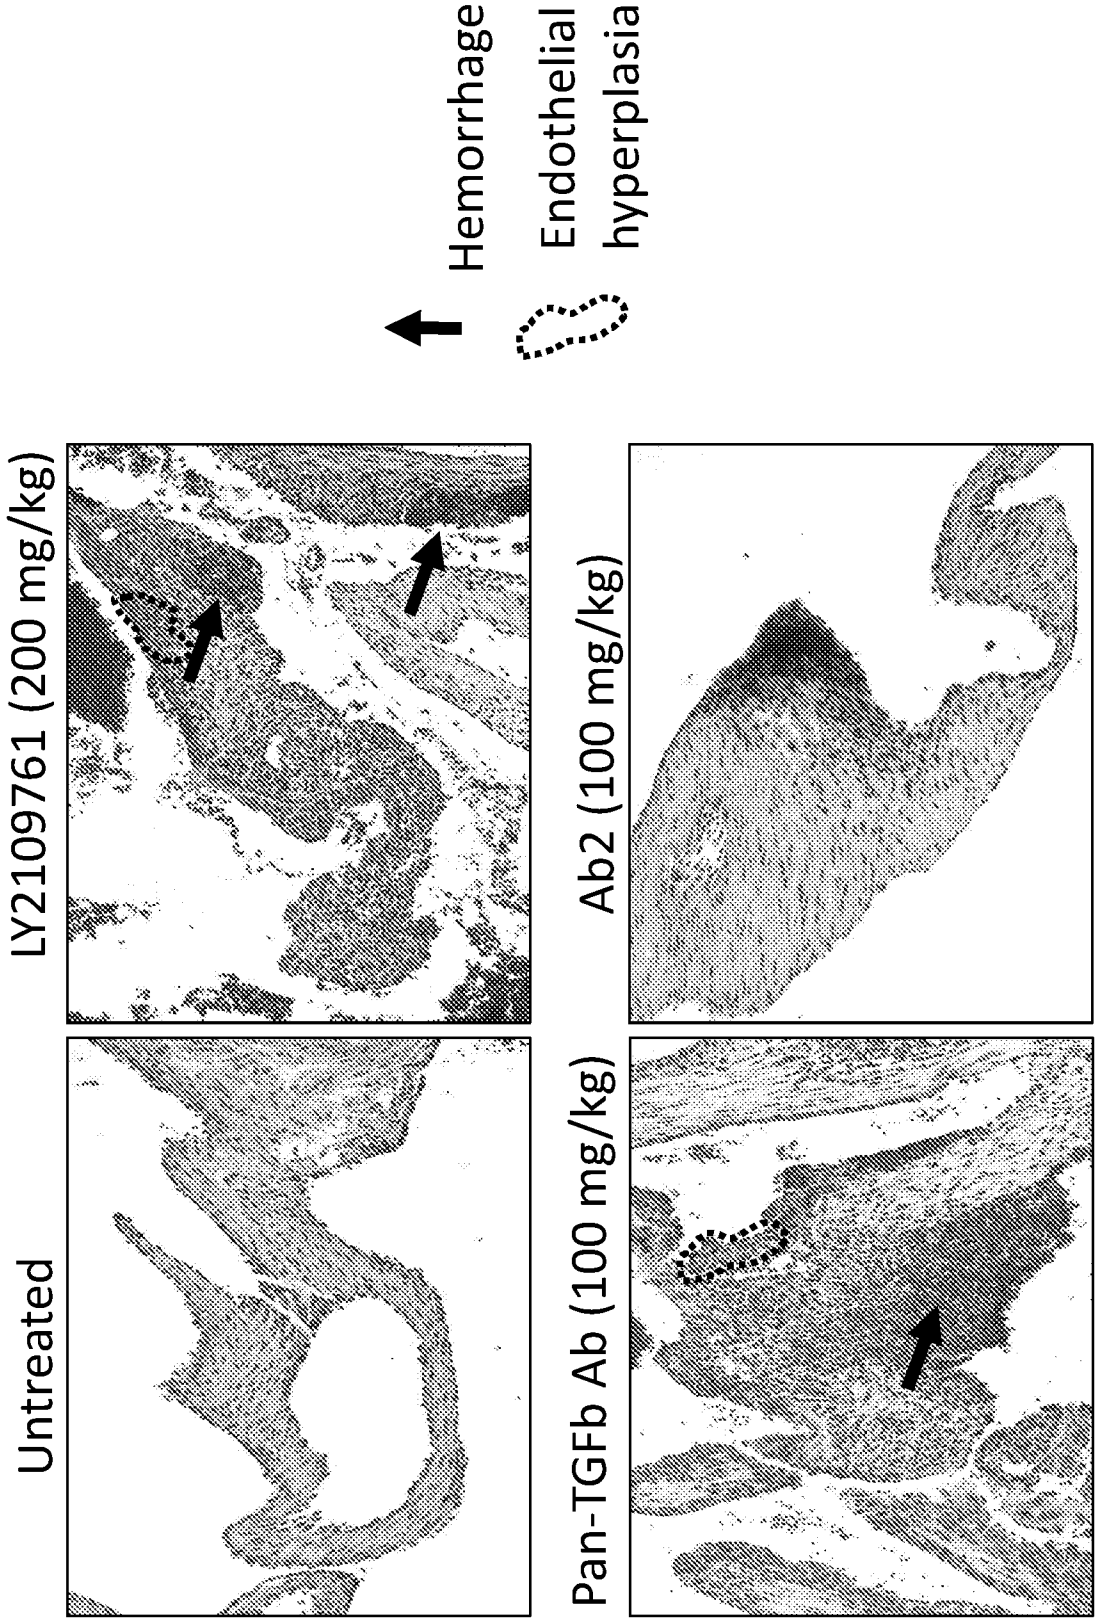 Untreated
LY2109761 (200 mg/kg)
Pan-TGFb Ab (100 mg/kg)
Ab2 (100 mg/kg)
Hemorrhage
Endothelial
hyperplasia